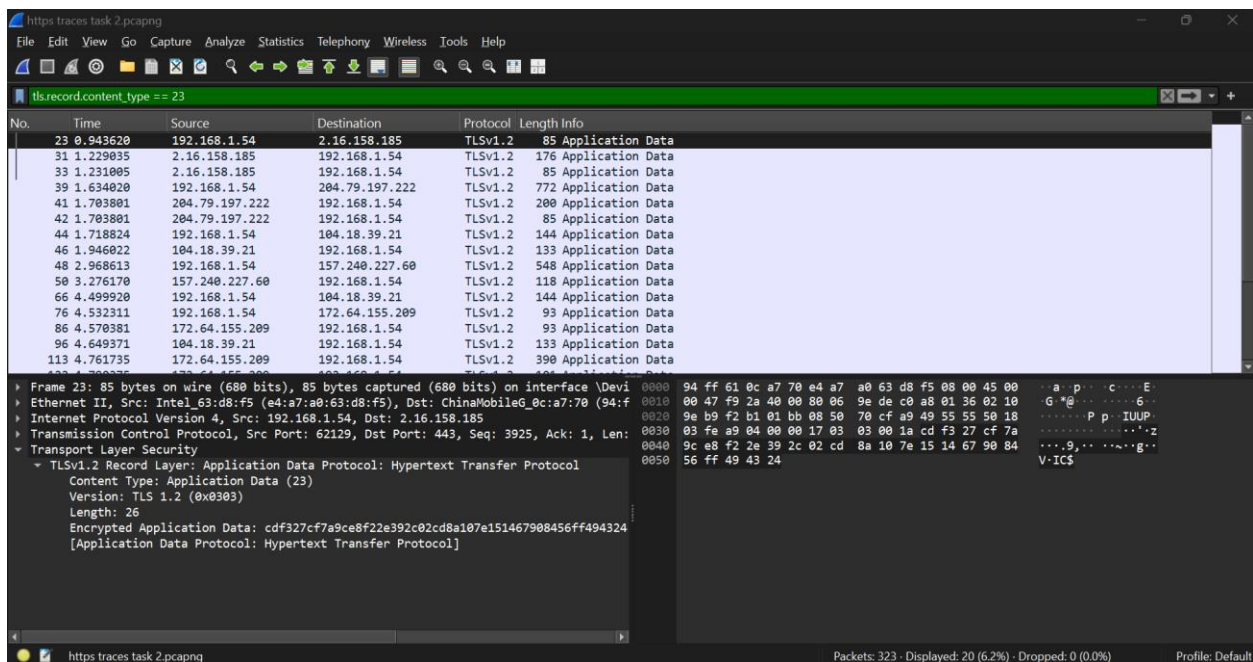 https traces task 2.pcapng
File Edit View Go Capture Analyze Statistics Telephony Wireless Tools Help
tls.record.content_type == 23
No. Time Source Destination Protocol Length Info
23 0.943620 192.168.1.54 2.16.158.185 TLSv1.2 85 Application Data
31 1.229035 2.16.158.185 192.168.1.54 TLSv1.2 176 Application Data
33 1.231005 2.16.158.185 192.168.1.54 TLSv1.2 85 Application Data
39 1.634020 192.168.1.54 204.79.197.222 TLSv1.2 772 Application Data
41 1.703801 204.79.197.222 192.168.1.54 TLSv1.2 200 Application Data
42 1.703801 204.79.197.222 192.168.1.54 TLSv1.2 85 Application Data
44 1.718824 192.168.1.54 104.18.39.21 TLSv1.2 144 Application Data
46 1.946022 104.18.39.21 192.168.1.54 TLSv1.2 133 Application Data
48 2.968613 192.168.1.54 157.240.227.60 TLSv1.2 548 Application Data
50 3.276170 157.240.227.60 192.168.1.54 TLSv1.2 118 Application Data
66 4.499920 192.168.1.54 104.18.39.21 TLSv1.2 144 Application Data
76 4.532311 192.168.1.54 172.64.155.209 TLSv1.2 93 Application Data
86 4.570381 172.64.155.209 192.168.1.54 TLSv1.2 93 Application Data
96 4.649371 104.18.39.21 192.168.1.54 TLSv1.2 133 Application Data
113 4.761735 172.64.155.209 192.168.1.54 TLSv1.2 390 Application Data
Frame 23: 85 bytes on wire (680 bits), 85 bytes captured (680 bits) on interface \Devi
Ethernet II, Src: Intel_63:d8:f5 (e4:a7:a0:63:d8:f5), Dst: ChinaMobileG_0c:a7:70 (94:f
Internet Protocol Version 4, Src: 192.168.1.54, Dst: 2.16.158.185
Transmission Control Protocol, Src Port: 62129, Dst Port: 443, Seq: 3925, Ack: 1, Len:
Transport Layer Security
TLSv1.2 Record Layer: Application Data Protocol: Hypertext Transfer Protocol
Content Type: Application Data (23)
Version: TLS 1.2 (0x0303)
Length: 26
Encrypted Application Data: cdf327cf7a9ce8f22e392c02cd8a107e151467908456ff494324
[Application Data Protocol: Hypertext Transfer Protocol]
0000 94 ff 61 0c a7 70 e4 a7 a0 63 d8 f5 08 00 45 00 ··a··p·· ·c····E·
0010 00 47 f9 2a 40 00 80 06 9e de c0 a8 01 36 02 10 ·G·*@··· ·····6··
0020 9e b9 f2 b1 01 bb 08 50 70 cf a9 49 55 55 50 18 ·······P p··IUUP·
0030 03 fe a9 04 00 00 17 03 03 00 1a cd f3 27 cf 7a ········ ·····'·z
0040 9c e8 f2 2e 39 2c 02 cd 8a 10 7e 15 14 67 90 84 ···.9,·· ··~··g··
0050 56 ff 49 43 24 V·IC$
https traces task 2.pcapng Packets: 323 · Displayed: 20 (6.2%) · Dropped: 0 (0.0%) Profile: Default